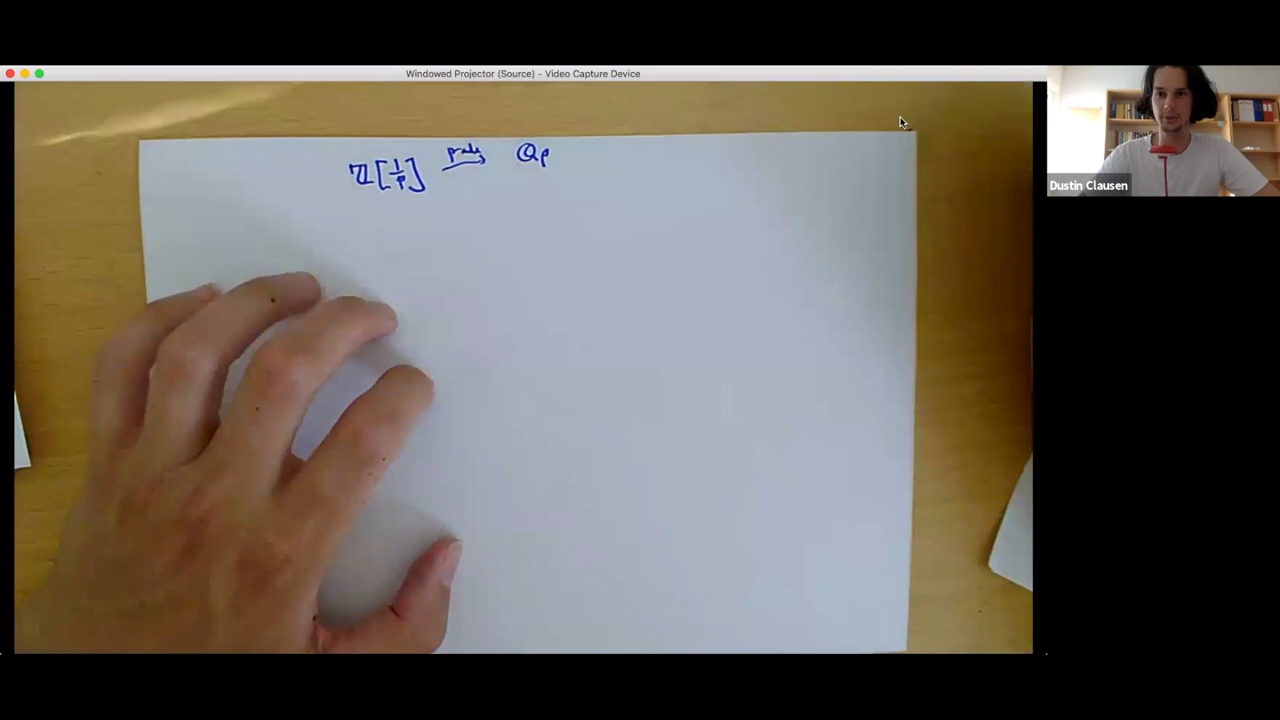 Windowed Projector (Source) - Video Capture Device
ℤ[1/p] → ℚp
Dustin Clausen